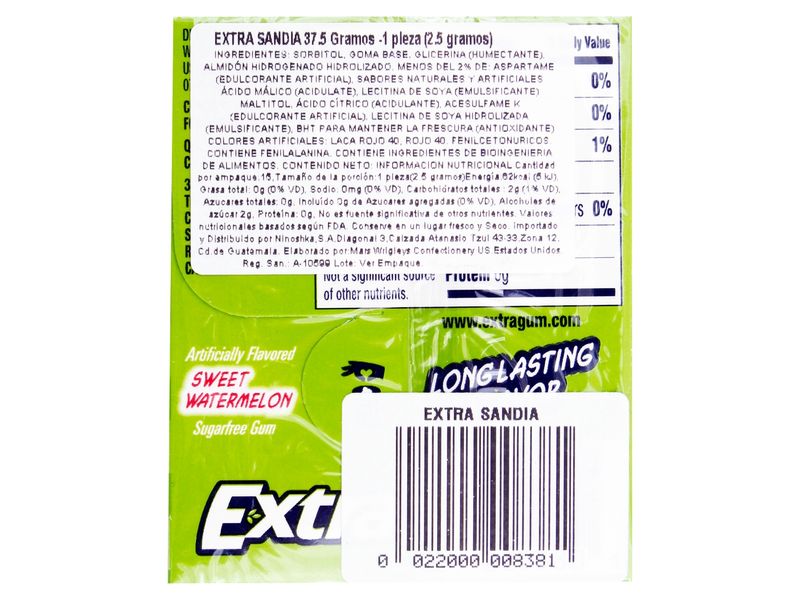 EXTRA SANDIA 37.5 Gramos -1 pieza (2.5 gramos)
INGREDIENTES: SORBITOL, GOMA BASE, GLICERINA (HUMECTANTE),
ALMIDÓN HIDROGENADO HIDROLIZADO, MENOS DEL 2% DE: ASPARTAME
(EDULCORANTE ARTIFICIAL), SABORES NATURALES Y ARTIFICIALES
ÁCIDO MÁLICO (ACIDULATE), LECITINA DE SOYA (EMULSIFICANTE)
MALTITOL, ÁCIDO CÍTRICO (ACIDULANTE), ACESULFAME K
(EDULCORANTE ARTIFICIAL), LECITINA DE SOYA HIDROLIZADA
(EMULSIFICANTE), BHT PARA MANTENER LA FRESCURA (ANTIOXIDANTE)
COLORES ARTIFICIALES: LACA ROJO 40, ROJO 40. FENILCETONURICOS
CONTIENE FENILALANINA. CONTIENE INGREDIENTES DE BIOINGENIERIA
DE ALIMENTOS. CONTENIDO NETO: INFORMACION NUTRICIONAL Cantidad
por empaque:15,Tamaño de la porción:1 pieza(2.5 gramos)Energía:
Grasa total: 0g (0% VD), Sodio: 0mg (0% VD), Carbohidratos totales : 2g (1% VD),
Azucares totales: 0g, Incluido 0g de Azucares agregadas (0% VD), Alcoholes de
azúcar 2g, Proteína: 0g, No es fuente significativa de otros nutrientes. Valores
nutricionales basados según FDA. Conserve en un lugar fresco y Seco. Importado
y Distribuido por Ninoshka,S.A.Diagonal 3,Calzada Atanasio Tzul 43-33.Zona 12,
Cd.de Guatemala. Elaborado por:Mars Wrigleys Confectionery US Estados Unidos.
Reg. San.: A-10599 Lote: Ver Empaque
ly Value
0%
0%
1%
rs 0%
Not a significant source
of other nutrients.
Protein 0g
www.extragum.com
Artificially Flavored
SWEET
WATERMELON
Sugarfree Gum
LONG LASTING
Extra
EXTRA SANDIA
0 022000 008381